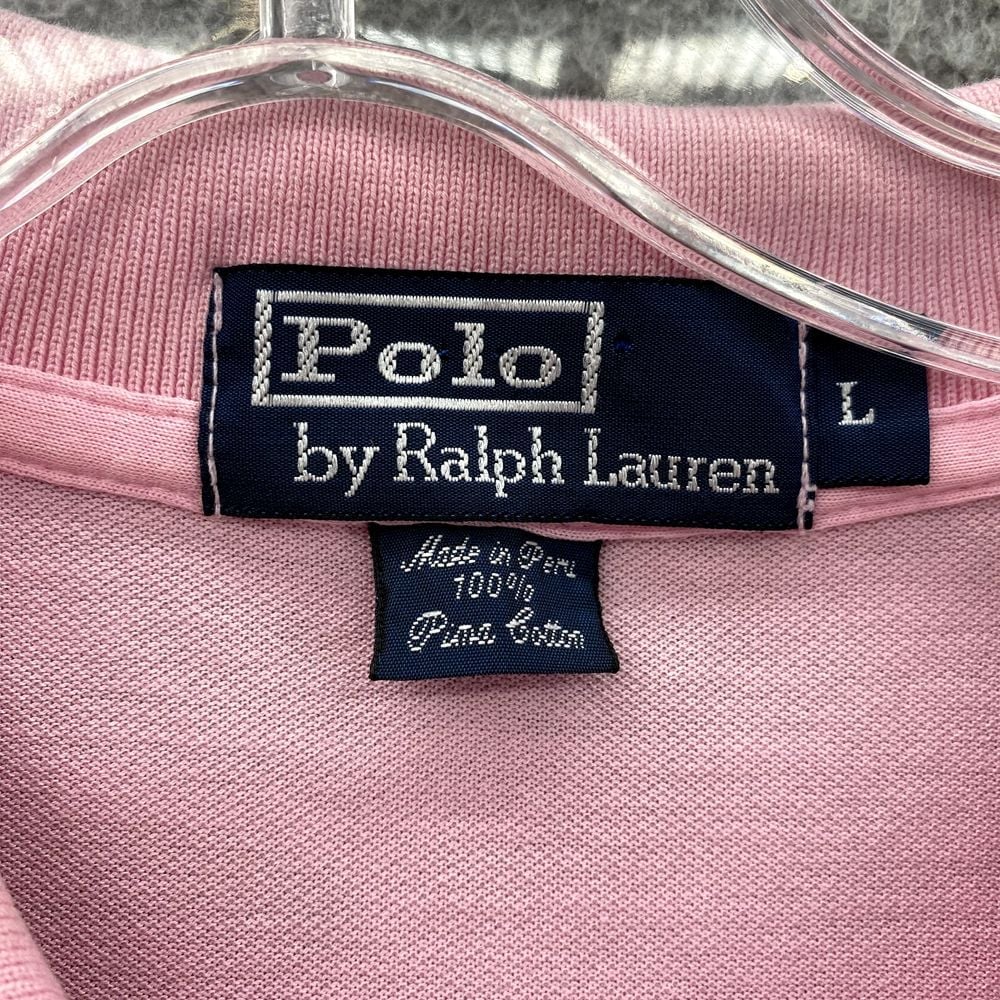 Polo
by Ralph Lauren
L
Made in Peru
100%
Pima Cotton